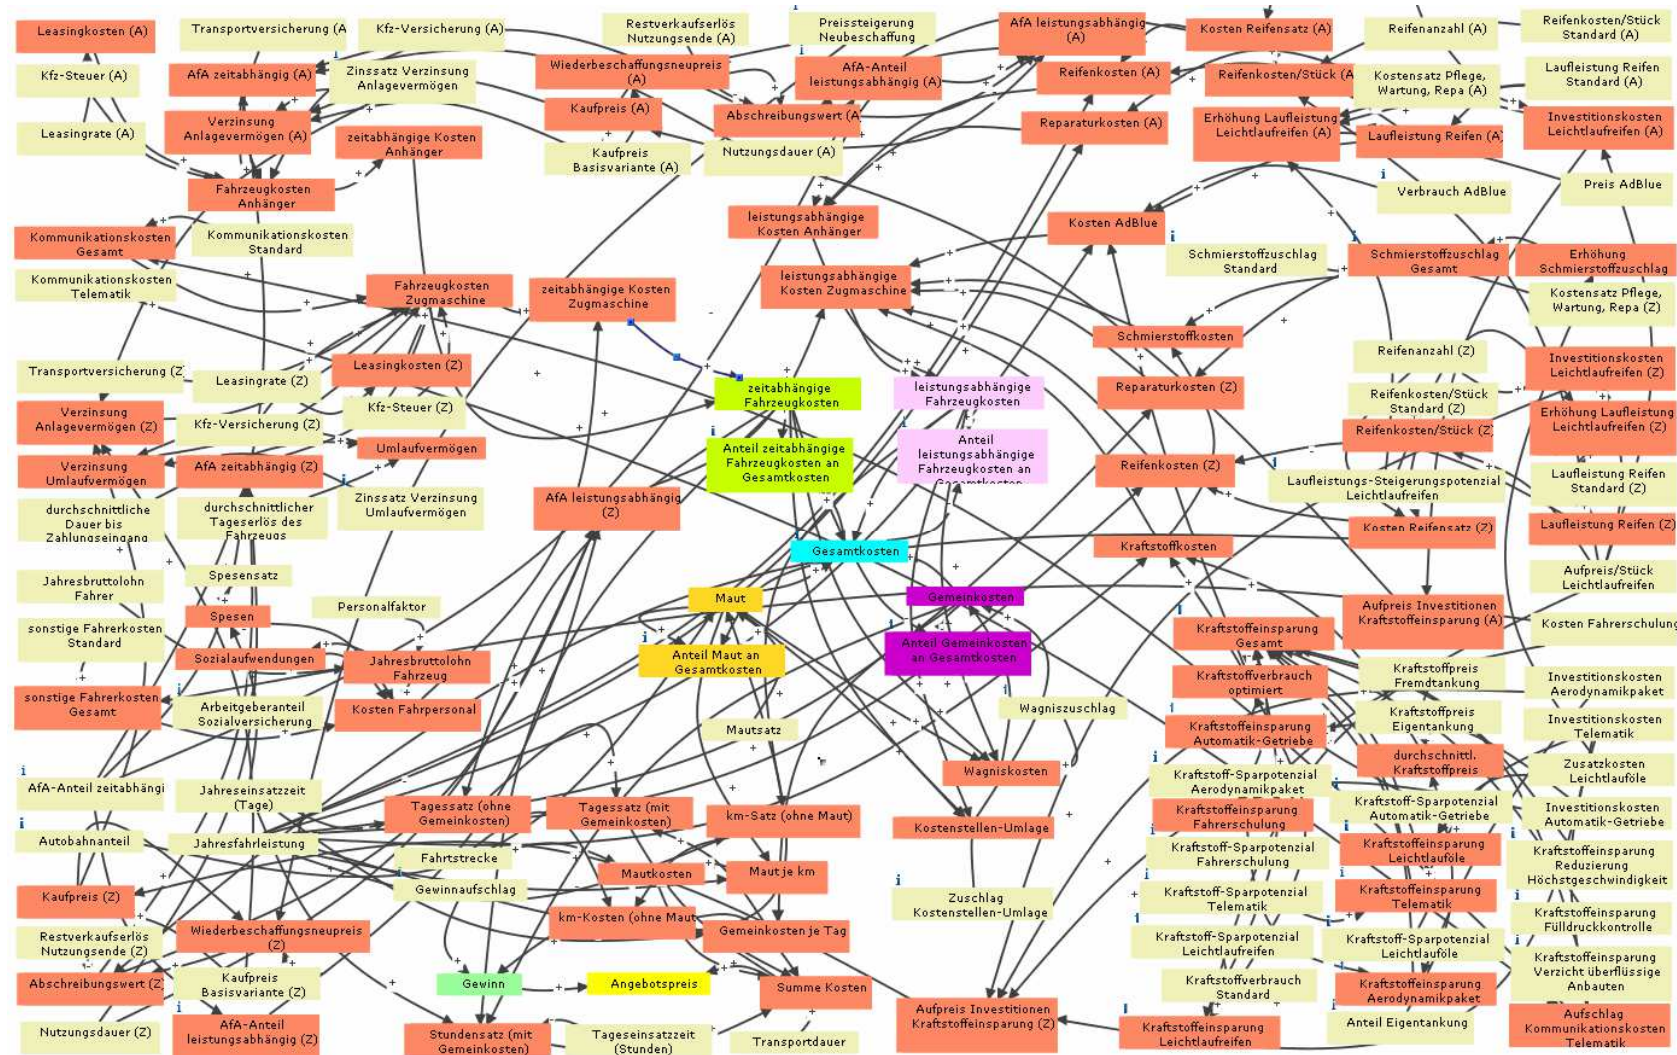 Leasingkosten (A)
Transportversicherung (A
Kfz-Versicherung (A)
Restverkaufserlös
Nutzungsende (A)
Preissteigerung
Neubeschaffung
AfA leistungsabhängig
(A)
Kosten Reifensatz (A)
Reifenanzahl (A)
Reifenkosten/Stück
Standard (A)
Kfz-Steuer (A)
AfA zeitabhängig (A)
Zinssatz Verzinsung
Anlagevermögen
Wiederbeschaffungsneupreis
(A)
AfA-Anteil
leistungsabhängig (A)
Reifenkosten (A)
Reifenkosten/Stück (A
Kostensatz Pflege,
Wartung, Repa (A)
Laufleistung Reifen
Standard (A)
Leasingrate (A)
Verzinsung
Anlagevermögen (A)
zeitabhängige Kosten
Anhänger
Kaufpreis (A)
Abschreibungswert (A
Reparaturkosten (A)
Erhöhung Laufleistung
Leichtlaufreifen (A)
Laufleistung Reifen (A)
Investitionskosten
Leichtlaufreifen (A)
Kaufpreis
Basisvariante (A)
Nutzungsdauer (A)
Fahrzeugkosten
Anhänger
Verbrauch AdBlue
Preis AdBlue
Kommunikationskosten
Gesamt
Kommunikationskosten
Standard
leistungsabhängige
Kosten Anhänger
Kosten AdBlue
Schmierstoffzuschlag
Standard
Schmierstoffzuschlag
Gesamt
Erhöhung
Schmierstoffzuschlag
Kommunikationskosten
Telematik
Fahrzeugkosten
Zugmaschine
zeitabhängige Kosten
Zugmaschine
leistungsabhängige
Kosten Zugmaschine
Kostensatz Pflege,
Wartung, Repa (Z)
Schmierstoffkosten
Transportversicherung (Z
Leasingrate (Z)
Leasingkosten (Z)
Reifenanzahl (Z)
Investitionskosten
Leichtlaufreifen (Z)
zeitabhängige
Fahrzeugkosten
leistungsabhängige
Fahrzeugkosten
Reparaturkosten (Z)
Reifenkosten/Stück
Standard (Z)
Verzinsung
Anlagevermögen (Z)
Kfz-Versicherung (Z)
Kfz-Steuer (Z)
Erhöhung Laufleistung
Leichtlaufreifen (Z)
Reifenkosten/Stück (Z)
Verzinsung
Umlaufvermögen
AfA zeitabhängig (Z)
Umlaufvermögen
Anteil zeitabhängige
Fahrzeugkosten an
Gesamtkosten
Anteil
leistungsabhängige
Fahrzeugkosten an
Gesamtkosten
Reifenkosten (Z)
Laufleistungs-Steigerungspotenzial
Leichtlaufreifen
Laufleistung Reifen
Standard (Z)
durchschnittliche
Dauer bis
Zahlungseingang
durchschnittlicher
Tageserlös des
Fahrzeugs
Zinssatz Verzinsung
Umlaufvermögen
AfA leistungsabhängig
(Z)
Kosten Reifensatz (Z)
Laufleistung Reifen (Z)
Gesamtkosten
Kraftstoffkosten
Jahresbruttolohn
Fahrer
Spesensatz
Aufpreis/Stück
Leichtlaufreifen
Spesen
Personalfaktor
Maut
Gemeinkosten
Aufpreis Investitionen
Kraftstoffeinsparung (A)
Kosten Fahrerschulung
sonstige Fahrerkosten
Standard
Sozialaufwendungen
Jahresbruttolohn
Fahrzeug
Anteil Maut an
Gesamtkosten
Anteil Gemeinkosten
an Gesamtkosten
Kraftstoffeinsparung
Gesamt
Kraftstoffpreis
Fremdtankung
Kraftstoffverbrauch
optimiert
Investitionskosten
Aerodynamikpaket
sonstige Fahrerkosten
Gesamt
Arbeitgeberanteil
Sozialversicherung
Kosten Fahrpersonal
Wagniszuschlag
Mautsatz
Kraftstoffeinsparung
Automatik-Getriebe
Kraftstoffpreis
Eigentankung
Investitionskosten
Telematik
durchschnittl.
Kraftstoffpreis
Zusatzkosten
Leichtlauföle
Wagniskosten
AfA-Anteil zeitabhängi
Jahreseinsatzzeit
(Tage)
Kraftstoff-Sparpotenzial
Aerodynamikpaket
Kraftstoff-Sparpotenzial
Automatik-Getriebe
Investitionskosten
Automatik-Getriebe
Tagessatz (ohne
Gemeinkosten)
Tagessatz (mit
Gemeinkosten)
km-Satz (ohne Maut)
Kostenstellen-Umlage
Kraftstoffeinsparung
Fahrerschulung
Autobahnanteil
Jahresfahrleistung
Fahrtstrecke
Kraftstoff-Sparpotenzial
Fahrerschulung
Kraftstoffeinsparung
Leichtlauföle
Kraftstoffeinsparung
Reduzierung
Höchstgeschwindigkeit
Gewinnaufschlag
Mautkosten
Maut je km
Kaufpreis (Z)
Zuschlag
Kostenstellen-Umlage
Kraftstoff-Sparpotenzial
Telematik
Kraftstoffeinsparung
Telematik
Kraftstoffeinsparung
Fülldruckkontrolle
km-Kosten (ohne Maut
Gemeinkosten je Tag
Restverkaufserlös
Nutzungsende (Z)
Wiederbeschaffungsneupreis
(Z)
Kraftstoff-Sparpotenzial
Leichtlaufreifen
Kraftstoff-Sparpotenzial
Leichtlauföle
Kraftstoffeinsparung
Verzicht überflüssige
Anbauten
Abschreibungswert (Z
Kaufpreis
Basisvariante (Z)
Gewinn
Angebotspreis
Summe Kosten
Kraftstoffverbrauch
Standard
Kraftstoffeinsparung
Aerodynamikpaket
Nutzungsdauer (Z)
AfA-Anteil
leistungsabhängig (Z)
Stundensatz (mit
Gemeinkosten)
Tageseinsatzzeit
(Stunden)
Transportdauer
Aufpreis Investitionen
Kraftstoffeinsparung (Z)
Kraftstoffeinsparung
Leichtlaufreifen
Anteil Eigentankung
Aufschlag
Kommunikationskosten
Telematik